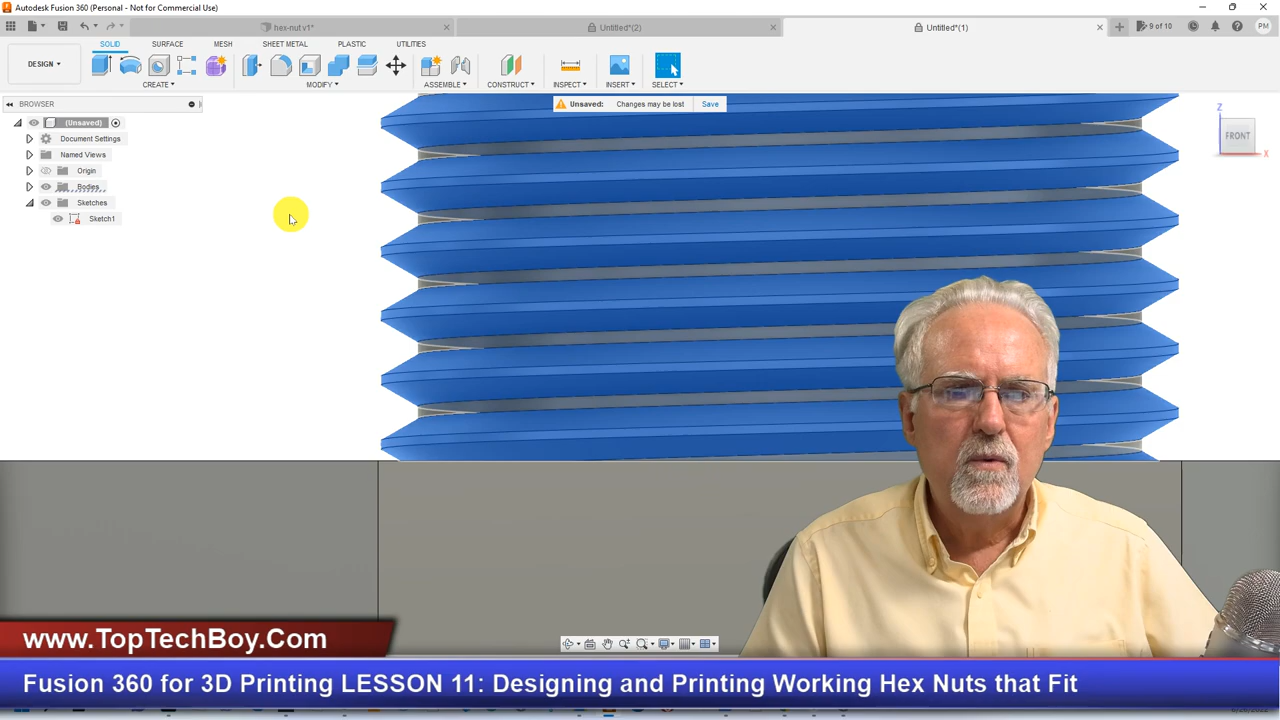 Autodesk Fusion 360 (Personal - Not for Commercial Use)
hex-nut v1*
Untitled*(2)
Untitled*(1)
9 of 10
PM
SOLID
SURFACE
MESH
SHEET METAL
PLASTIC
UTILITIES
DESIGN
CREATE
MODIFY
ASSEMBLE
CONSTRUCT
INSPECT
INSERT
SELECT
BROWSER
Unsaved: Changes may be lost Save
(Unsaved)
Document Settings
Named Views
Origin
Bodies
Sketches
Sketch1
Z
FRONT
X
www.TopTechBoy.Com
Fusion 360 for 3D Printing LESSON 11: Designing and Printing Working Hex Nuts that Fit